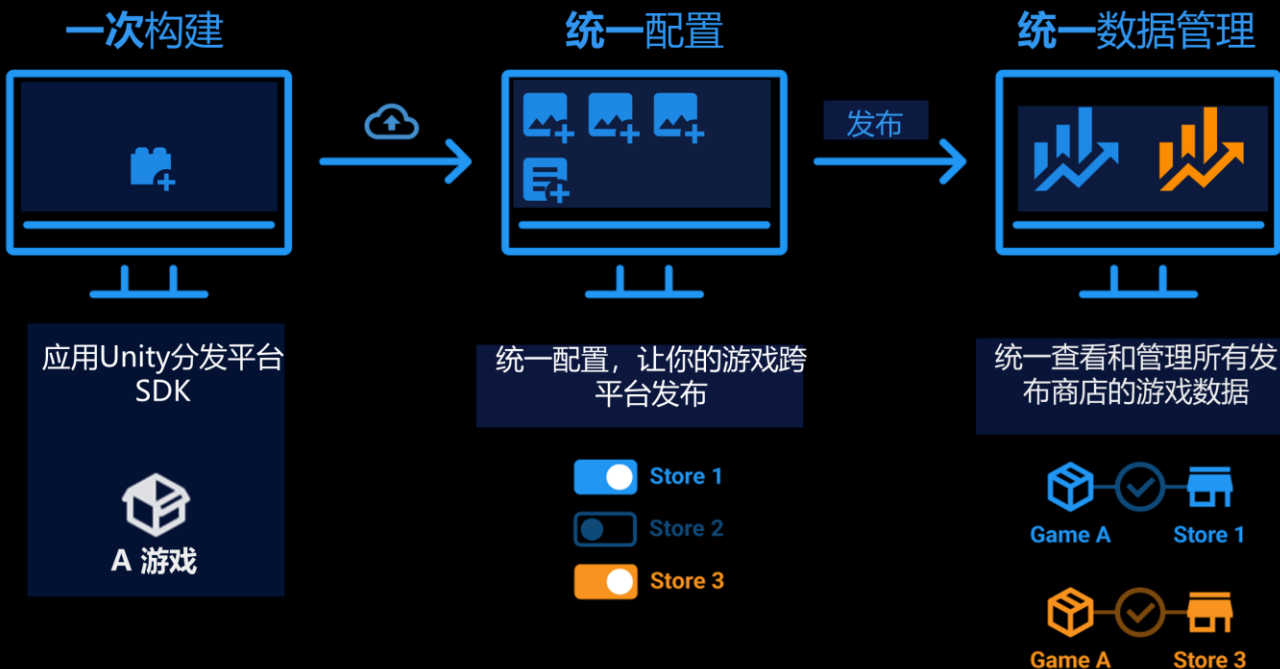 一次构建
统一配置
统一数据管理
发布
应用Unity分发平台
SDK
A 游戏
统一配置，让你的游戏跨
平台发布
Store 1
Store 2
Store 3
统一查看和管理所有发
布商店的游戏数据
Game A
Store 1
Game A
Store 3